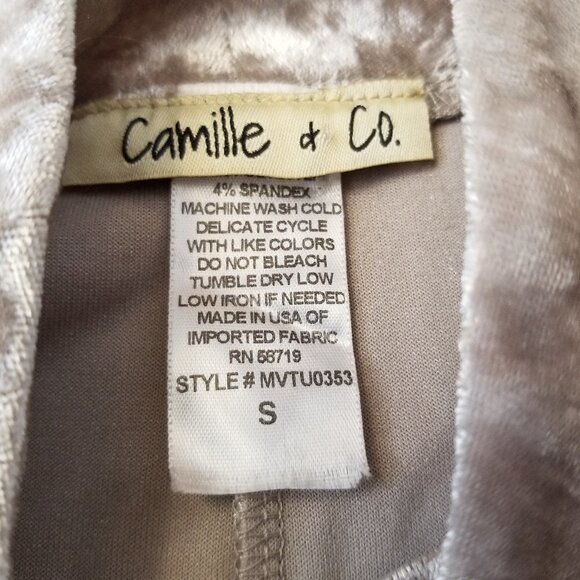 Camille & Co.
4% SPANDEX
MACHINE WASH COLD
DELICATE CYCLE
WITH LIKE COLORS
DO NOT BLEACH
TUMBLE DRY LOW
LOW IRON IF NEEDED
MADE IN USA OF
IMPORTED FABRIC
RN 58719
STYLE # MVTU0353
S